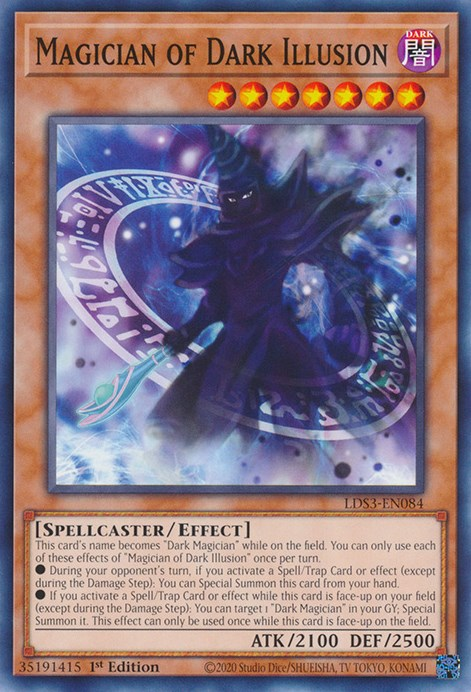 MAGICIAN OF DARK ILLUSION
DARK
闇
LDS3-EN084
[SPELLCASTER/EFFECT]
This card's name becomes "Dark Magician" while on the field. You can only use each
of these effects of "Magician of Dark Illusion" once per turn.
● During your opponent's turn, if you activate a Spell/Trap Card or effect (except
during the Damage Step): You can Special Summon this card from your hand.
● If you activate a Spell/Trap Card or effect while this card is face-up on your field
(except during the Damage Step): You can target 1 "Dark Magician" in your GY; Special
Summon it. This effect can only be used once while this card is face-up on the field.
ATK/2100 DEF/2500
35191415 1st Edition ©2020 Studio Dice/SHUEISHA, TV TOKYO, KONAMI